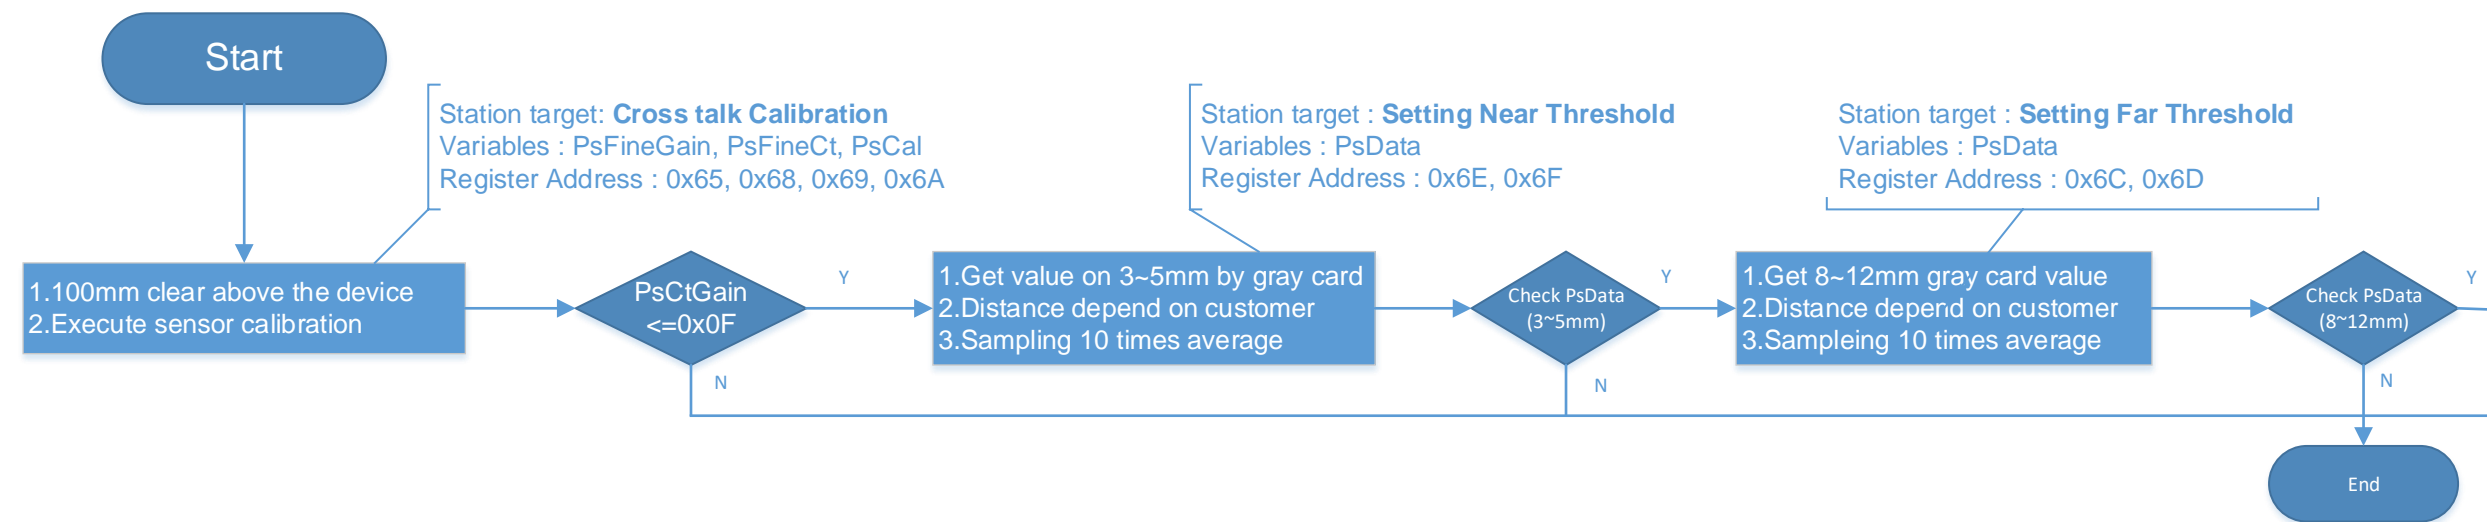 Start
Station target: Cross talk Calibration
Variables : PsFineGain, PsFineCt, PsCal
Register Address : 0x65, 0x68, 0x69, 0x6A
Station target : Setting Near Threshold
Variables : PsData
Register Address : 0x6E, 0x6F
Station target : Setting Far Threshold
Variables : PsData
Register Address : 0x6C, 0x6D
1.100mm clear above the device
2.Execute sensor calibration
PsCtGain
<=0x0F
Y
N
1.Get value on 3~5mm by gray card
2.Distance depend on customer
3.Sampling 10 times average
Check PsData
(3~5mm)
Y
N
1.Get 8~12mm gray card value
2.Distance depend on customer
3.Sampleing 10 times average
Check PsData
(8~12mm)
Y
N
End